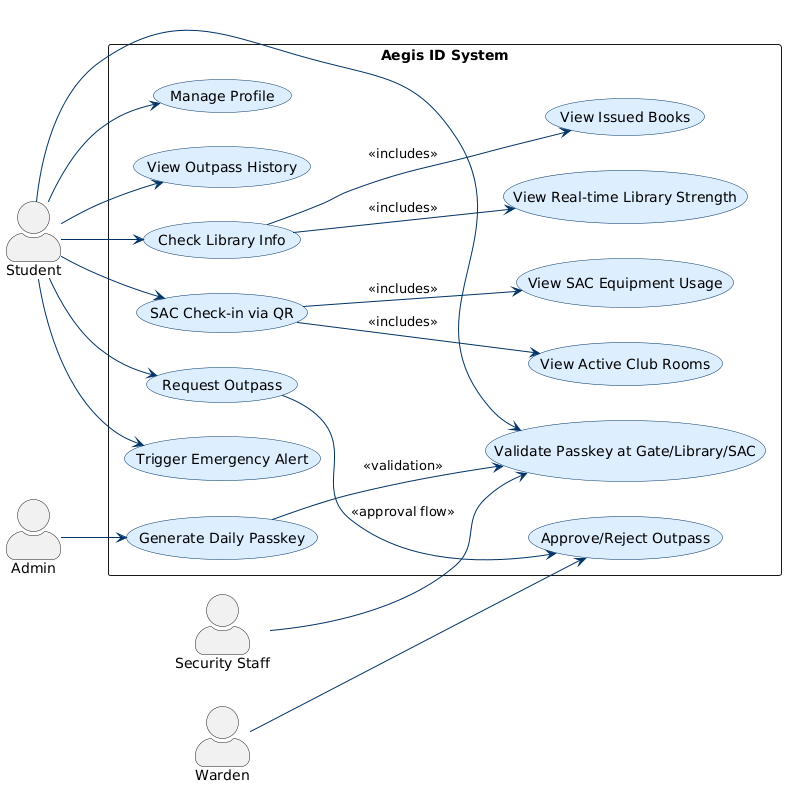 Aegis ID System
Manage Profile
View Issued Books
«includes»
View Outpass History
View Real-time Library Strength
«includes»
Check Library Info
Student
View SAC Equipment Usage
«includes»
SAC Check-in via QR
«includes»
View Active Club Rooms
Request Outpass
Validate Passkey at Gate/Library/SAC
Trigger Emergency Alert
«validation»
«approval flow»
Generate Daily Passkey
Approve/Reject Outpass
Admin
Security Staff
Warden